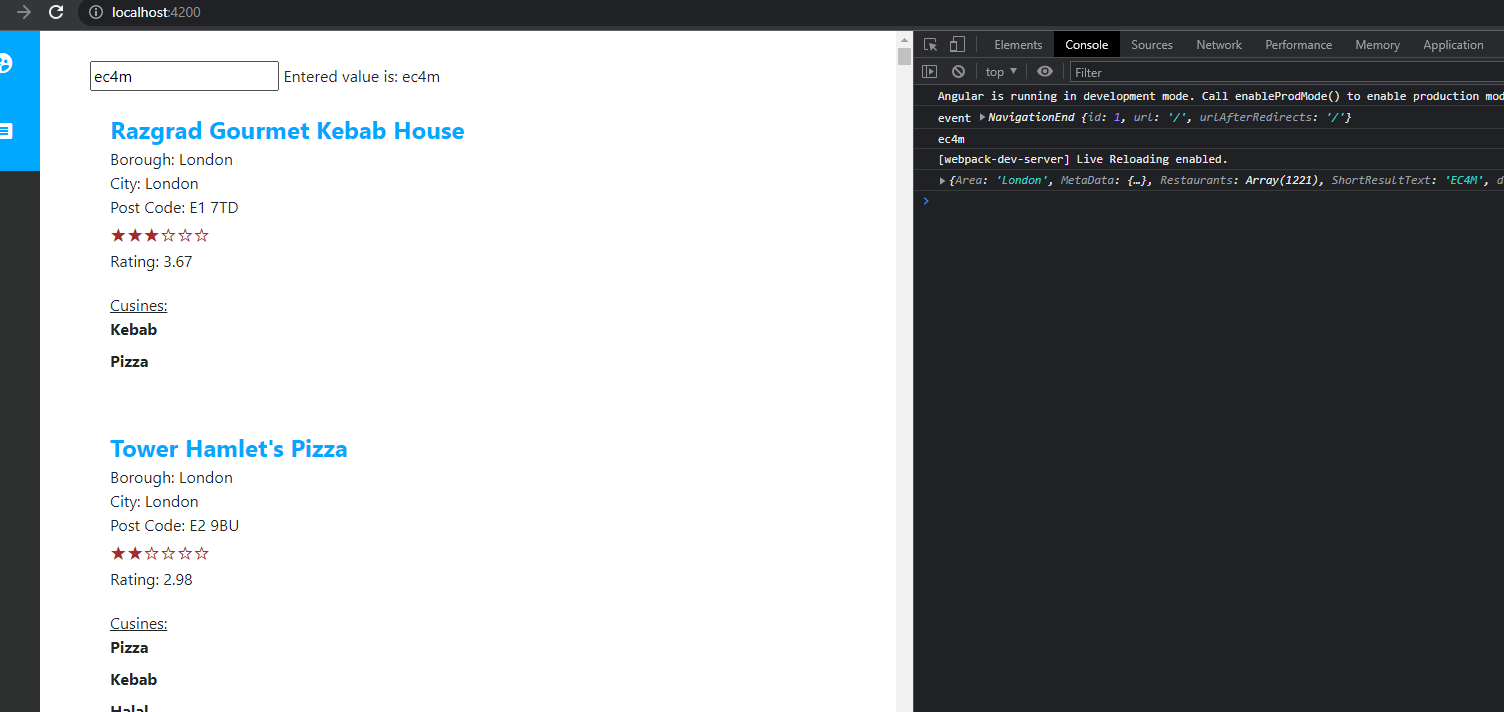 localhost:4200
ec4m Entered value is: ec4m
Razgrad Gourmet Kebab House
Borough: London
City: London
Post Code: E1 7TD
★★★☆☆☆
Rating: 3.67
Cusines:
Kebab
Pizza
Tower Hamlet's Pizza
Borough: London
City: London
Post Code: E2 9BU
★★☆☆☆☆
Rating: 2.98
Cusines:
Pizza
Kebab
Halal
Elements Console Sources Network Performance Memory Application
top Filter
Angular is running in development mode. Call enableProdMode() to enable production mod
event NavigationEnd {id: 1, url: '/', urlAfterRedirects: '/'}
ec4m
[webpack-dev-server] Live Reloading enabled.
{Area: 'London', MetaData: {…}, Restaurants: Array(1221), ShortResultText: 'EC4M', d